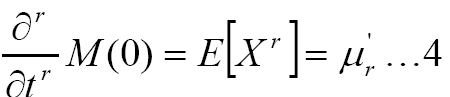 ∂^r/∂t^r M(0) = E[X^r] = μ'_r …4